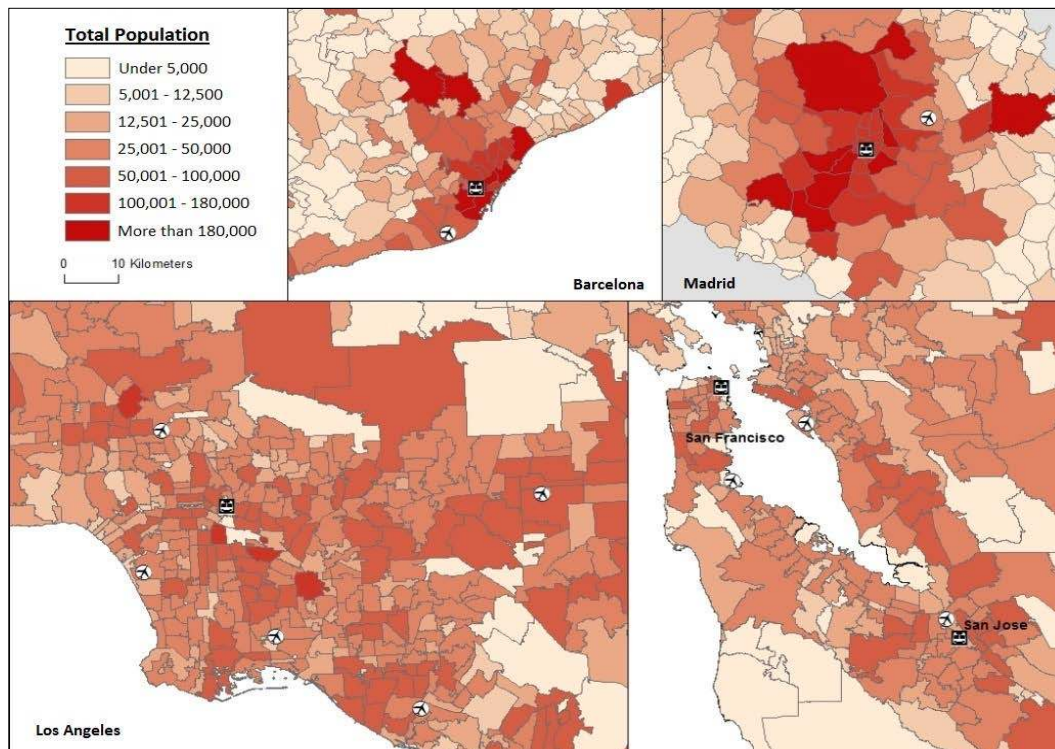 Total Population
Under 5,000
5,001 - 12,500
12,501 - 25,000
25,001 - 50,000
50,001 - 100,000
100,001 - 180,000
More than 180,000
0 10 Kilometers
Barcelona
Madrid
San Francisco
San Jose
Los Angeles